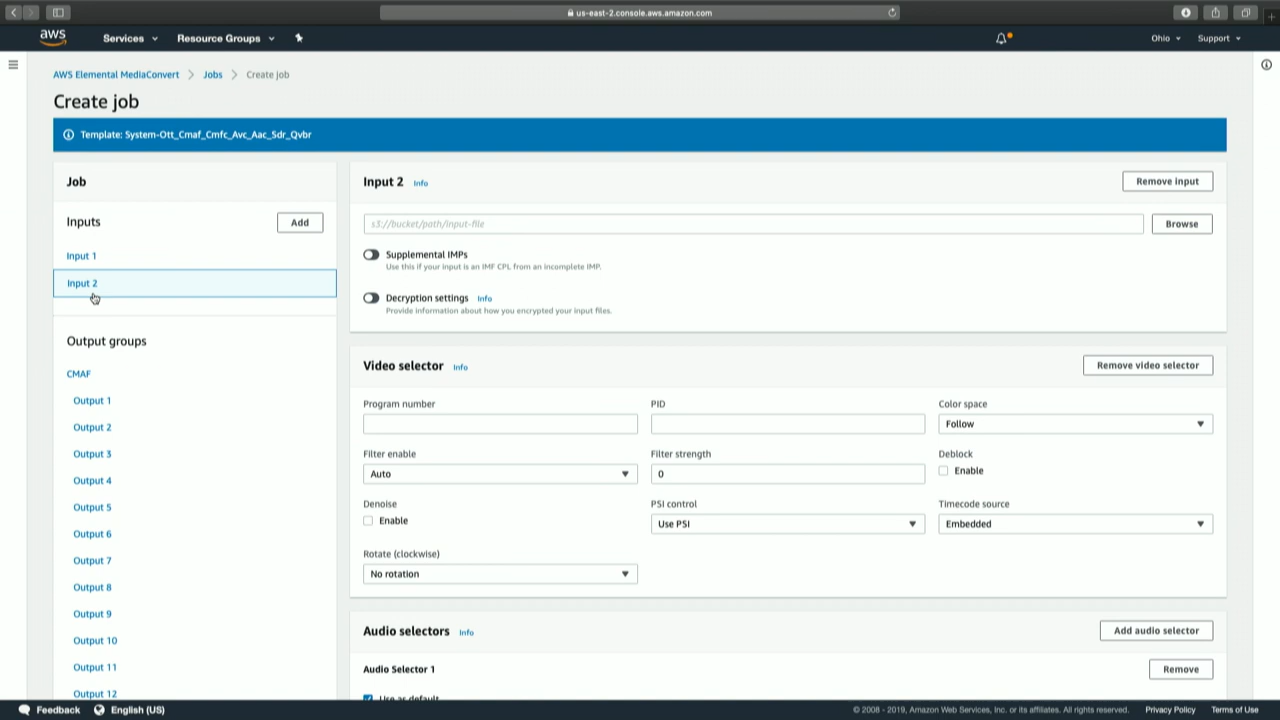 us-east-2.console.aws.amazon.com
aws
Services
Resource Groups
Ohio
Support
AWS Elemental MediaConvert > Jobs > Create job
Create job
Template: System-Ott_Cmaf_Cmfc_Avc_Aac_Sdr_Qvbr
Job
Inputs
Add
Input 1
Input 2
Output groups
CMAF
Output 1
Output 2
Output 3
Output 4
Output 5
Output 6
Output 7
Output 8
Output 9
Output 10
Output 11
Output 12
Input 2 Info
Remove input
s3://bucket/path/input-file
Browse
Supplemental IMPs
Use this if your input is an IMF CPL from an incomplete IMP.
Decryption settings Info
Provide information about how you encrypted your input files.
Video selector Info
Remove video selector
Program number
PID
Color space
Follow
Filter enable
Filter strength
Deblock
Auto
0
Enable
Denoise
PSI control
Timecode source
Enable
Use PSI
Embedded
Rotate (clockwise)
No rotation
Audio selectors Info
Add audio selector
Audio Selector 1
Remove
Use as default
Feedback
English (US)
© 2008 - 2019, Amazon Web Services, Inc. or its affiliates. All rights reserved.
Privacy Policy
Terms of Use